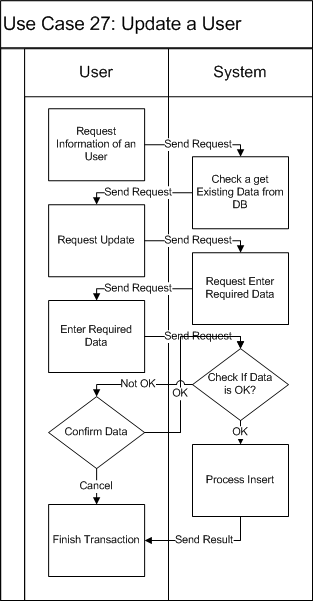 Use Case 27: Update a User
User
System
Request
Information of an
User
Send Request
Check a get
Existing Data from
DB
Send Request
Request Update
Send Request
Request Enter
Required Data
Send Request
Enter Required
Data
Send Request
Check If Data
is OK?
Not OK
OK
Confirm Data
OK
Cancel
Process Insert
Finish Transaction
Send Result